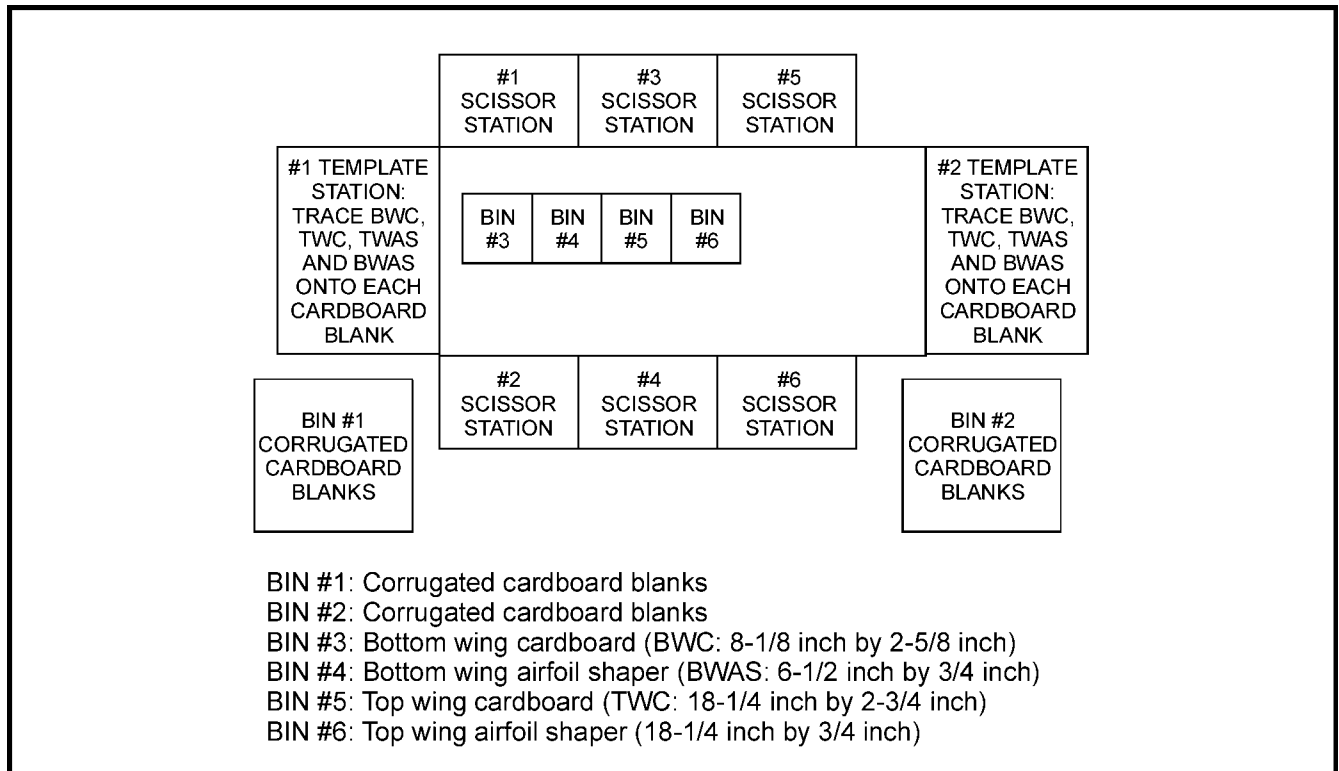 #1
SCISSOR
STATION
#3
SCISSOR
STATION
#5
SCISSOR
STATION
#1 TEMPLATE
STATION:
TRACE BWC,
TWC, TWAS
AND BWAS
ONTO EACH
CARDBOARD
BLANK
BIN
#3
BIN
#4
BIN
#5
BIN
#6
#2 TEMPLATE
STATION:
TRACE BWC,
TWC, TWAS
AND BWAS
ONTO EACH
CARDBOARD
BLANK
#2
SCISSOR
STATION
#4
SCISSOR
STATION
#6
SCISSOR
STATION
BIN #1
CORRUGATED
CARDBOARD
BLANKS
BIN #2
CORRUGATED
CARDBOARD
BLANKS
BIN #1: Corrugated cardboard blanks
BIN #2: Corrugated cardboard blanks
BIN #3: Bottom wing cardboard (BWC: 8-1/8 inch by 2-5/8 inch)
BIN #4: Bottom wing airfoil shaper (BWAS: 6-1/2 inch by 3/4 inch)
BIN #5: Top wing cardboard (TWC: 18-1/4 inch by 2-3/4 inch)
BIN #6: Top wing airfoil shaper (18-1/4 inch by 3/4 inch)